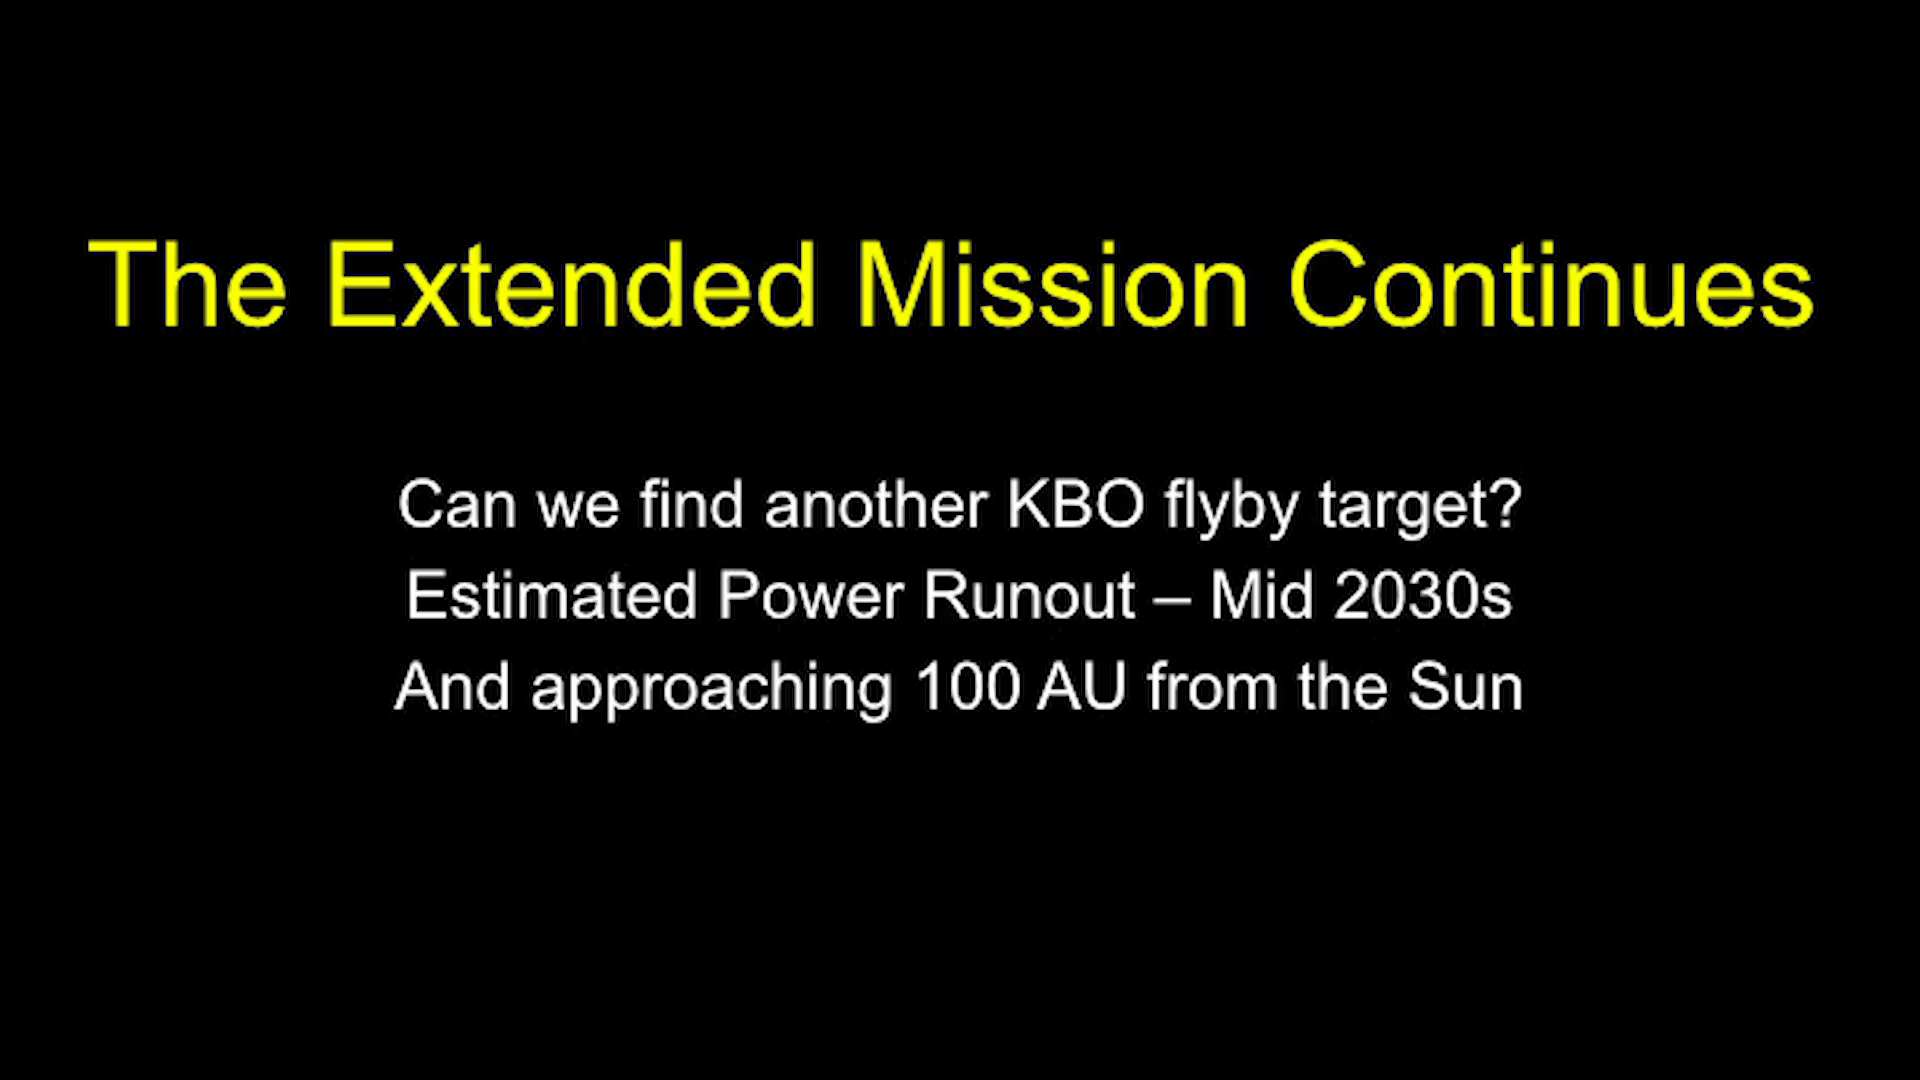 The Extended Mission Continues
Can we find another KBO flyby target?
Estimated Power Runout – Mid 2030s
And approaching 100 AU from the Sun